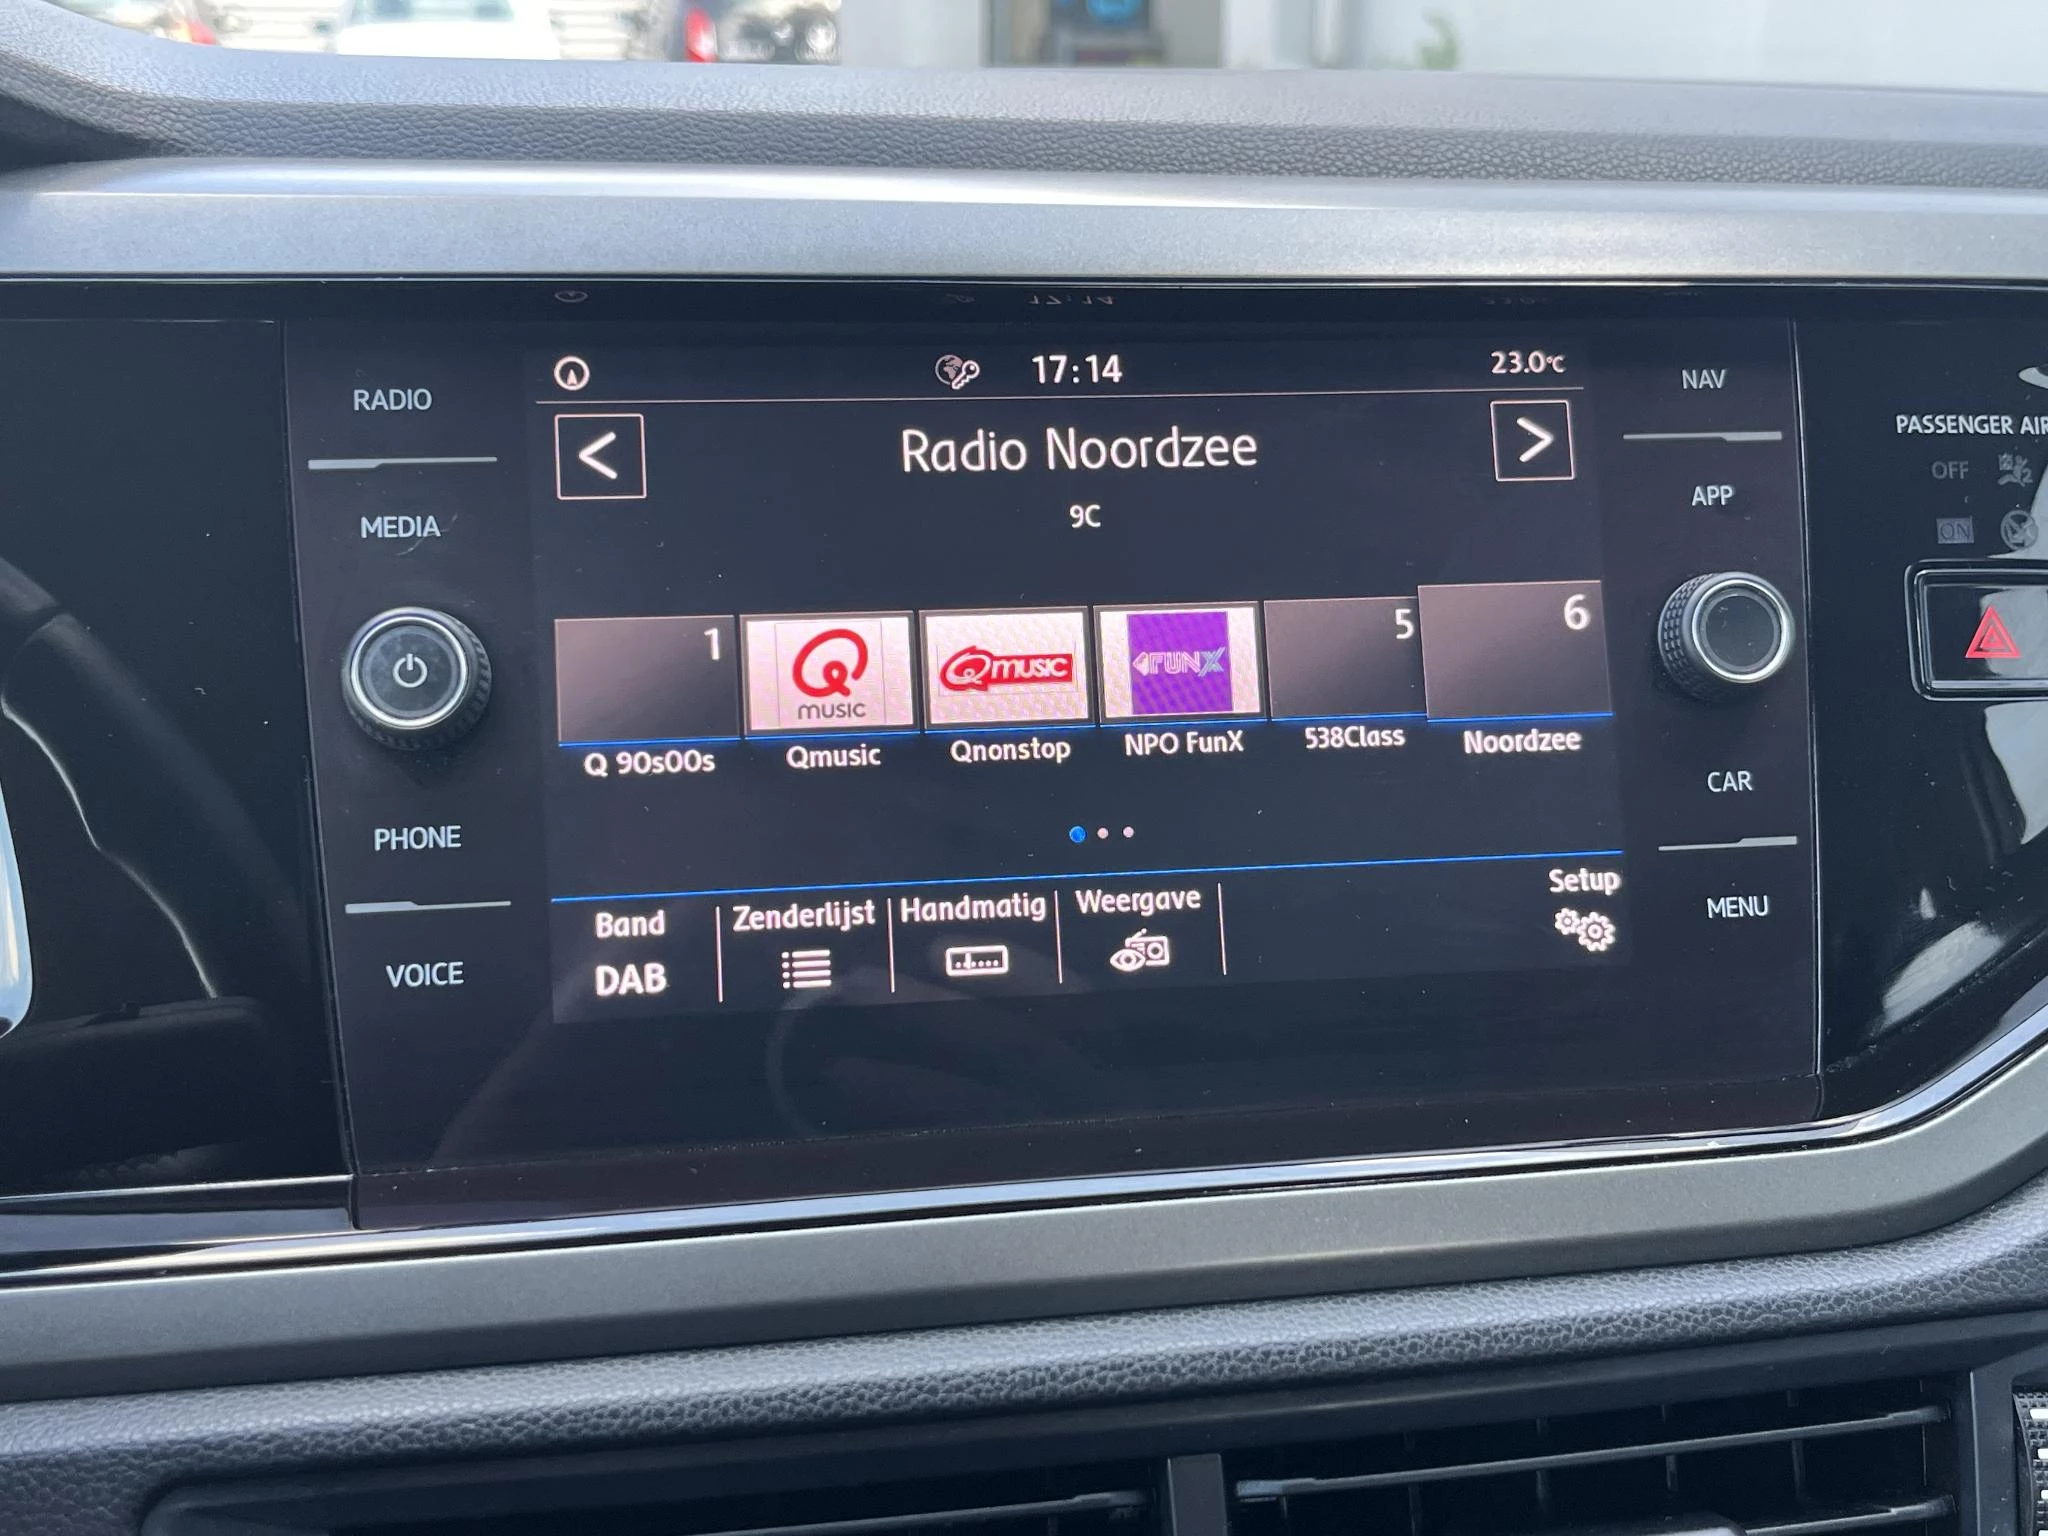 17:14
23.0°C
RADIO
NAV
<
Radio Noordzee
>
PASSENGER AIR
MEDIA
9C
APP
OFF
ON
1
Q
MUSIC
Q MUSIC
FUNX
5
6
Q 90s00s
Qmusic
Qnonstop
NPO FunX
538Class
Noordzee
PHONE
CAR
Band
Zenderlijst
Handmatig
Weergave
Setup
DAB
VOICE
MENU